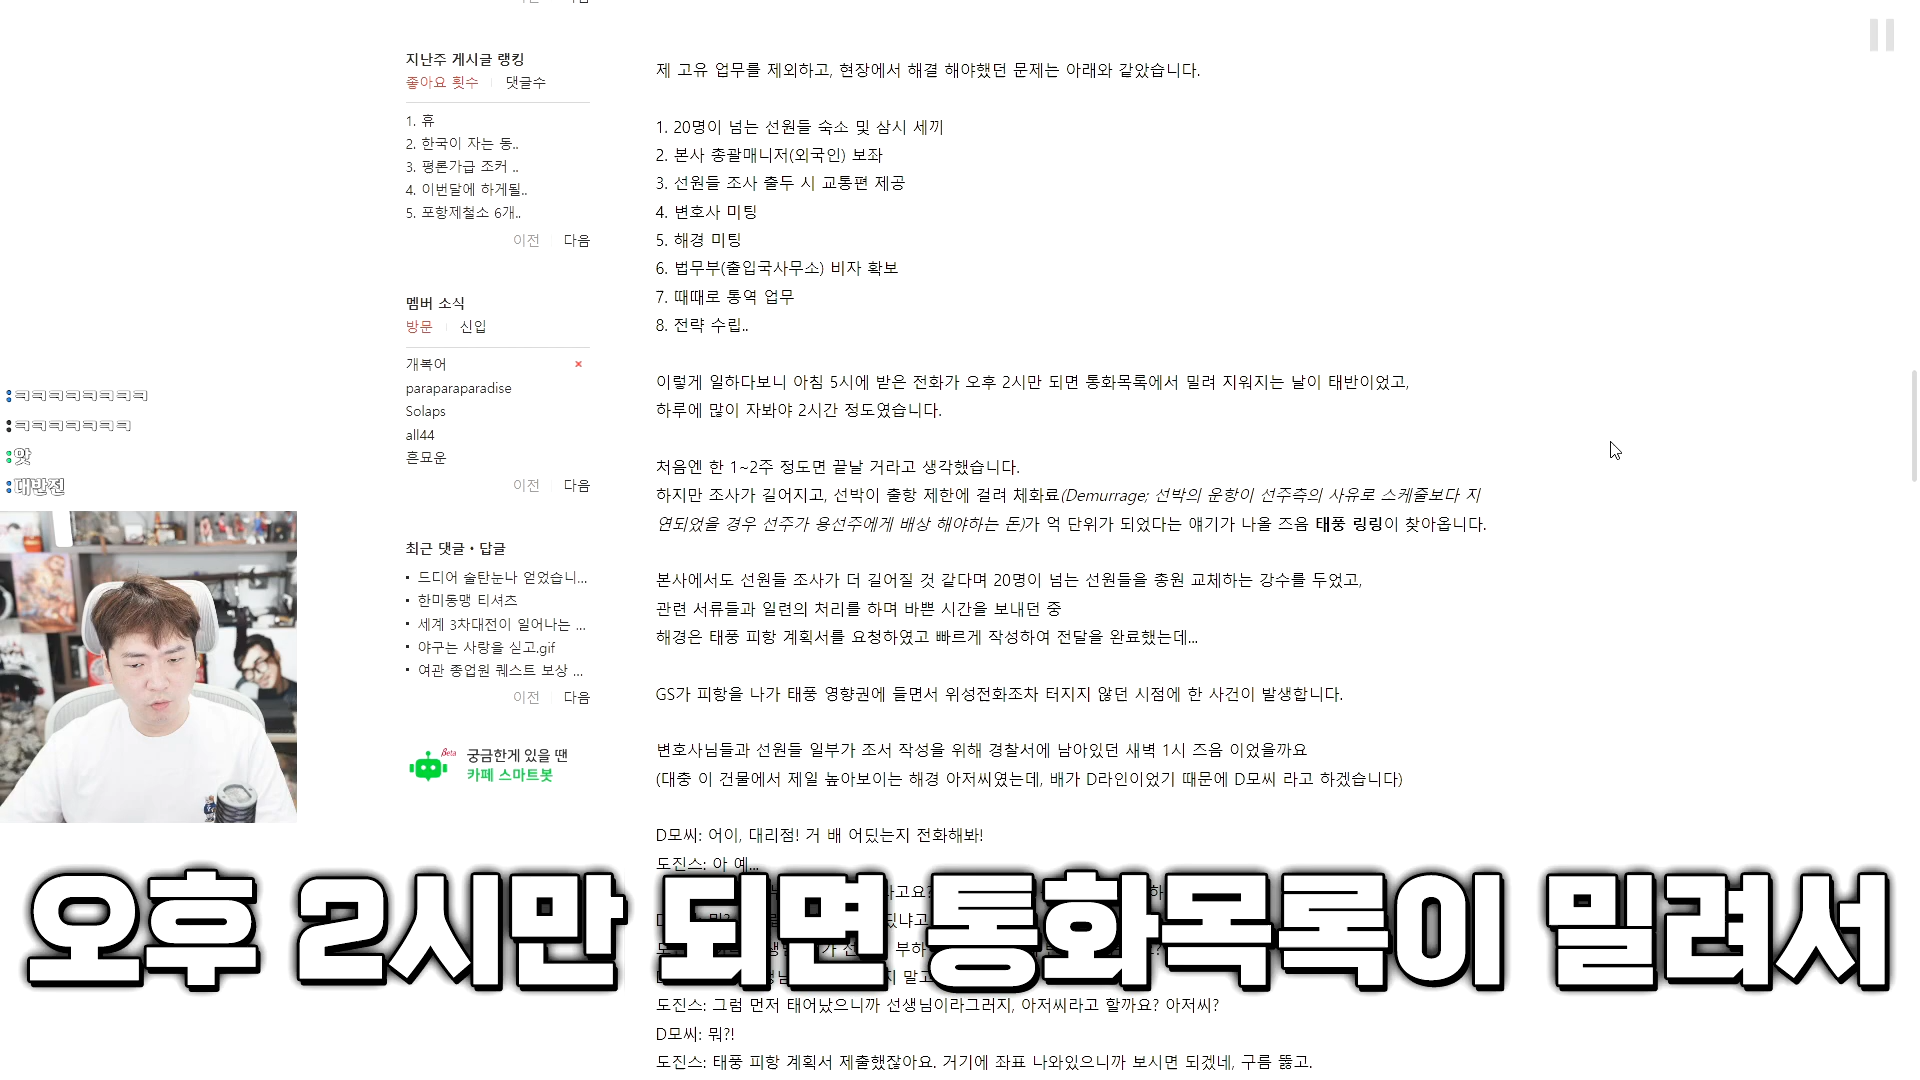 지난주 게시글 랭킹
좋아요 횟수 댓글수
1. 휴
2. 한국이 자는 동..
3. 평론가급 조커 ..
4. 이번달에 하게될..
5. 포항제철소 6개..
이전 다음
멤버 소식
방문 신입
개복어
paraparaparadise
Solaps
all44
흔묘운
이전 다음
최근 댓글・답글
드디어 술탄눈나 얻었습니...
한미동맹 티셔츠
세계 3차대전이 일어나는 ...
야구는 사랑을 싣고.gif
여관 종업원 퀘스트 보상 ...
이전 다음
Beta 궁금한게 있을 땐
카페 스마트봇
:ㅋㅋㅋㅋㅋㅋㅋㅋ
:ㅋㅋㅋㅋㅋㅋㅋ
:앗
:대반전
제 고유 업무를 제외하고, 현장에서 해결 해야했던 문제는 아래와 같았습니다.
1. 20명이 넘는 선원들 숙소 및 삼시 세끼
2. 본사 총괄매니저(외국인) 보좌
3. 선원들 조사 출두 시 교통편 제공
4. 변호사 미팅
5. 해경 미팅
6. 법무부(출입국사무소) 비자 확보
7. 때때로 통역 업무
8. 전략 수립..
이렇게 일하다보니 아침 5시에 받은 전화가 오후 2시만 되면 통화목록에서 밀려 지워지는 날이 태반이었고,
하루에 많이 자봐야 2시간 정도였습니다.
처음엔 한 1~2주 정도면 끝날 거라고 생각했습니다.
하지만 조사가 길어지고, 선박이 출항 제한에 걸려 체화료(Demurrage; 선박의 운항이 선주측의 사유로 스케줄보다 지
연되었을 경우 선주가 용선주에게 배상 해야하는 돈)가 억 단위가 되었다는 얘기가 나올 즈음 태풍 링링이 찾아옵니다.
본사에서도 선원들 조사가 더 길어질 것 같다며 20명이 넘는 선원들을 총원 교체하는 강수를 두었고,
관련 서류들과 일련의 처리를 하며 바쁜 시간을 보내던 중
해경은 태풍 피항 계획서를 요청하였고 빠르게 작성하여 전달을 완료했는데...
GS가 피항을 나가 태풍 영향권에 들면서 위성전화조차 터지지 않던 시점에 한 사건이 발생합니다.
변호사님들과 선원들 일부가 조서 작성을 위해 경찰서에 남아있던 새벽 1시 즈음 이었을까요
(대충 이 건물에서 제일 높아보이는 해경 아저씨였는데, 배가 D라인이었기 때문에 D모씨 라고 하겠습니다)
D모씨: 어이, 대리점! 거 배 어딨는지 전화해봐!
도진스: 아 예...
오후 2시만 되면 통화목록이 밀려서
도진스: 그럼 먼저 태어났으니까 선생님이라그러지, 아저씨라고 할까요? 아저씨?
D모씨: 뭐?!
도진스: 태풍 피항 계획서 제출했잖아요. 거기에 좌표 나와있으니까 보시면 되겠네, 구름 뚫고.